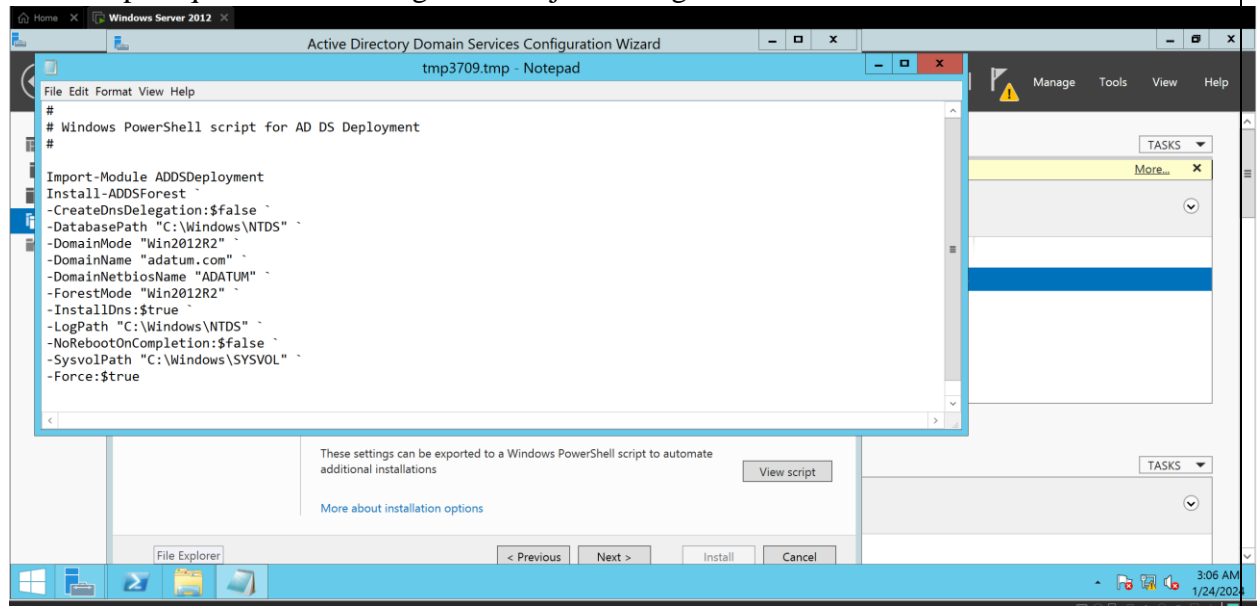 Home X Windows Server 2012 X
Active Directory Domain Services Configuration Wizard
tmp3709.tmp - Notepad
File Edit Format View Help
Manage Tools View Help
#
# Windows PowerShell script for AD DS Deployment
#
Import-Module ADDSDeployment
Install-ADDSForest `
-CreateDnsDelegation:$false `
-DatabasePath "C:\Windows\NTDS" `
-DomainMode "Win2012R2" `
-DomainName "adatum.com" `
-DomainNetbiosName "ADATUM" `
-ForestMode "Win2012R2" `
-InstallDns:$true `
-LogPath "C:\Windows\NTDS" `
-NoRebootOnCompletion:$false `
-SysvolPath "C:\Windows\SYSVOL" `
-Force:$true
TASKS
More...
These settings can be exported to a Windows PowerShell script to automate
additional installations
View script
TASKS
More about installation options
File Explorer
< Previous Next > Install Cancel
3:06 AM
1/24/2024